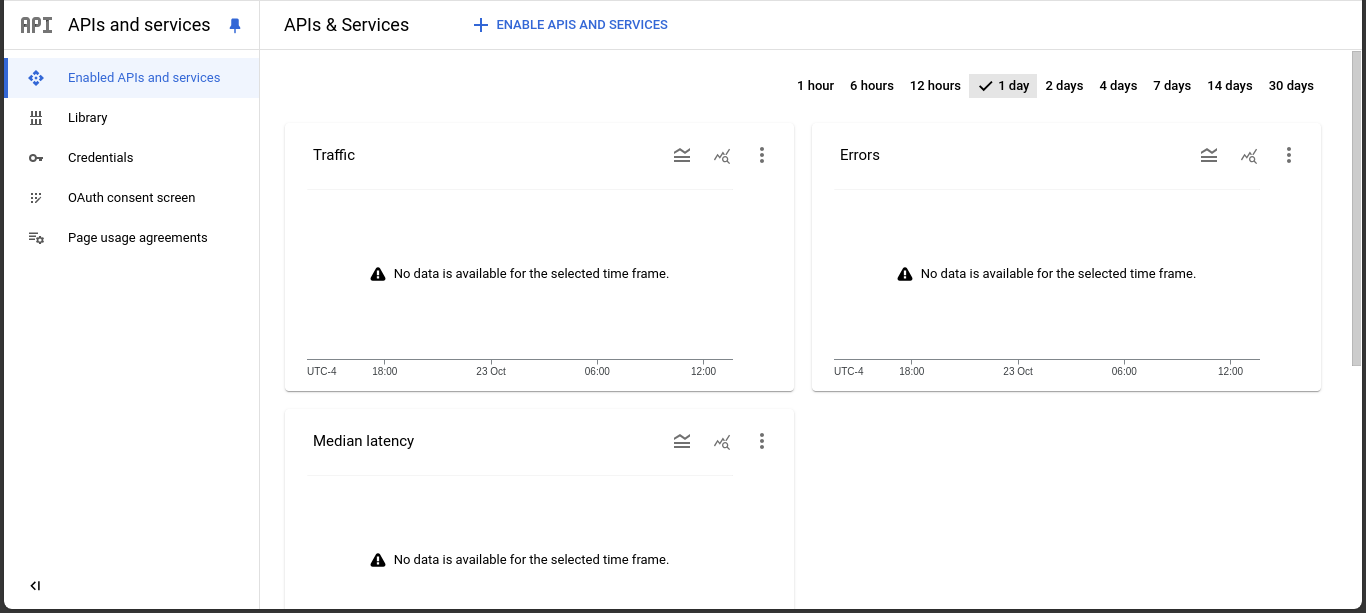 API APIs and services
APIs & Services
ENABLE APIS AND SERVICES
Enabled APIs and services
Library
Credentials
OAuth consent screen
Page usage agreements
1 hour 6 hours 12 hours 1 day 2 days 4 days 7 days 14 days 30 days
Traffic
No data is available for the selected time frame.
UTC-4 18:00 23 Oct 06:00 12:00
Errors
No data is available for the selected time frame.
UTC-4 18:00 23 Oct 06:00 12:00
Median latency
No data is available for the selected time frame.